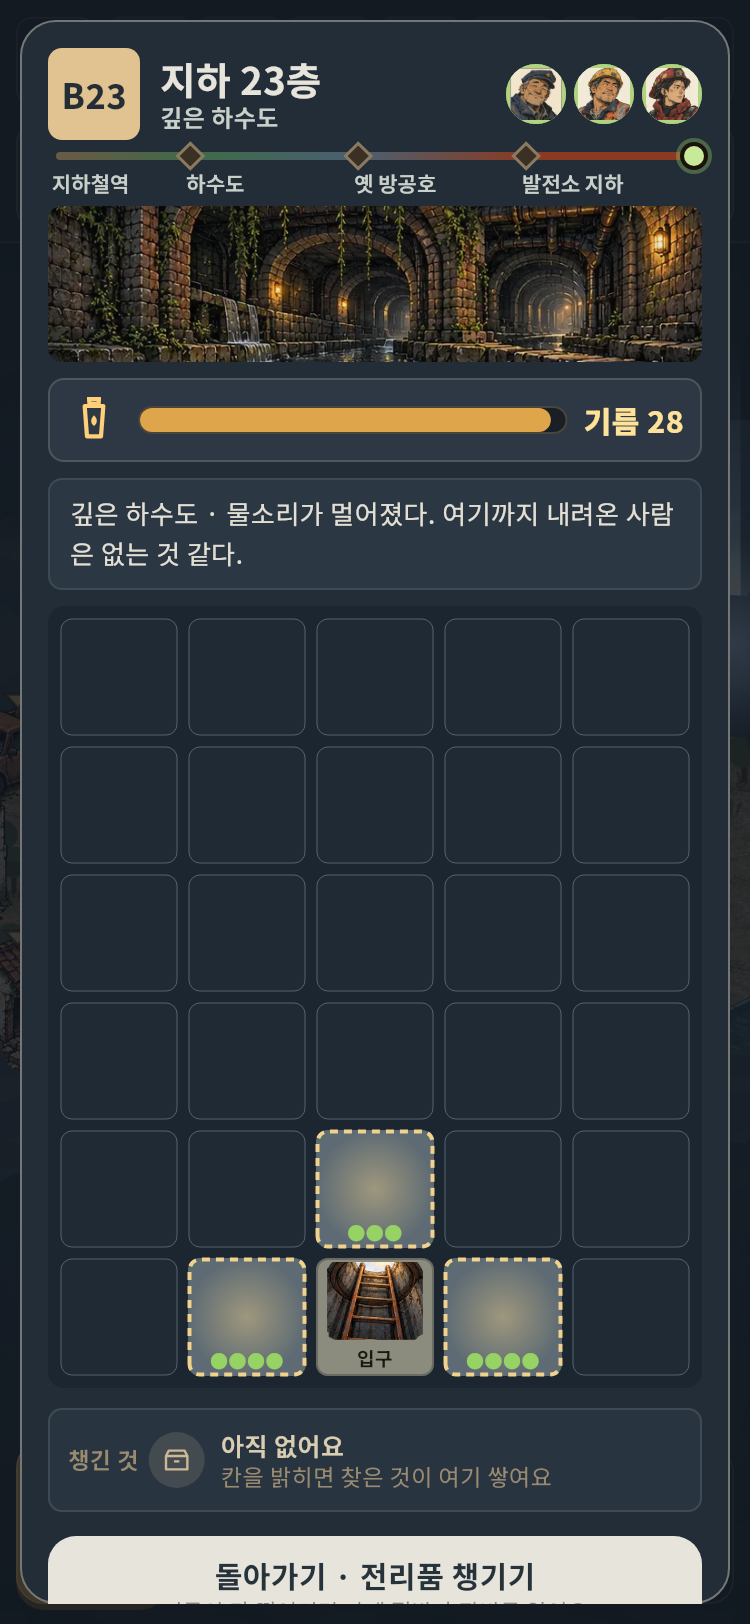 B23
지하 23층
깊은 하수도
지하철역
하수도
옛 방공호
발전소 지하
기름 28
깊은 하수도 · 물소리가 멀어졌다. 여기까지 내려온 사람
은 없는 것 같다.
입구
챙긴 것
아직 없어요
칸을 밝히면 찾은 것이 여기 쌓여요
돌아가기 · 전리품 챙기기